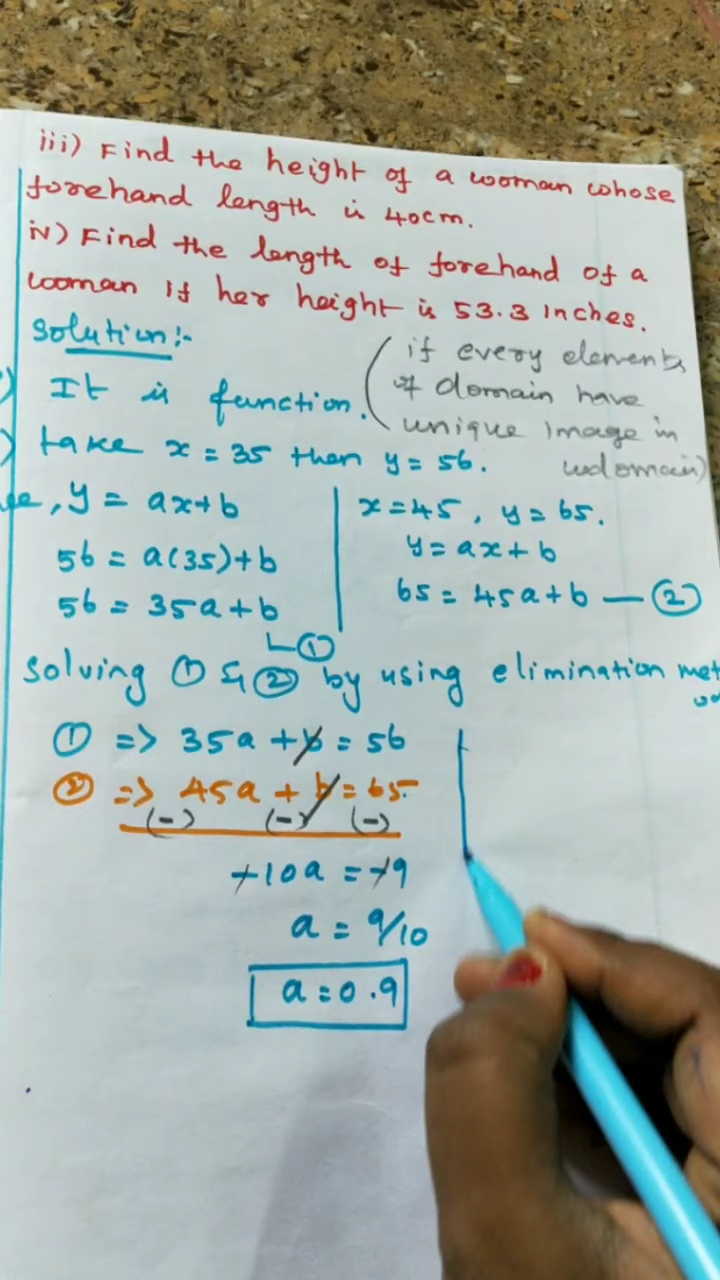 iii) Find the height of a woman whose
forehand length is 40cm.
iv) Find the length of forehand of a
woman if her height is 53.3 inches.
Solution:-
) It is function. (if every elements
of domain have
unique image in
codomain)
) take x = 35 then y = 56.
, y = ax+b
56 = a(35)+b
56 = 35a+b
①
x=45, y=65.
y=ax+b
65 = 45a+b — ②
Solving ① & ② by using elimination met
① => 35a + b = 56
② => 45a + b = 65
(-) (-) (-)
+10a = -9
a = 9/10
a = 0.9